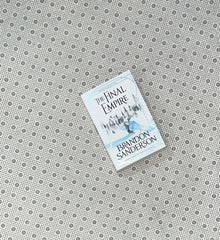 THE FINAL
EMPIRE
BRANDON
SANDERSON